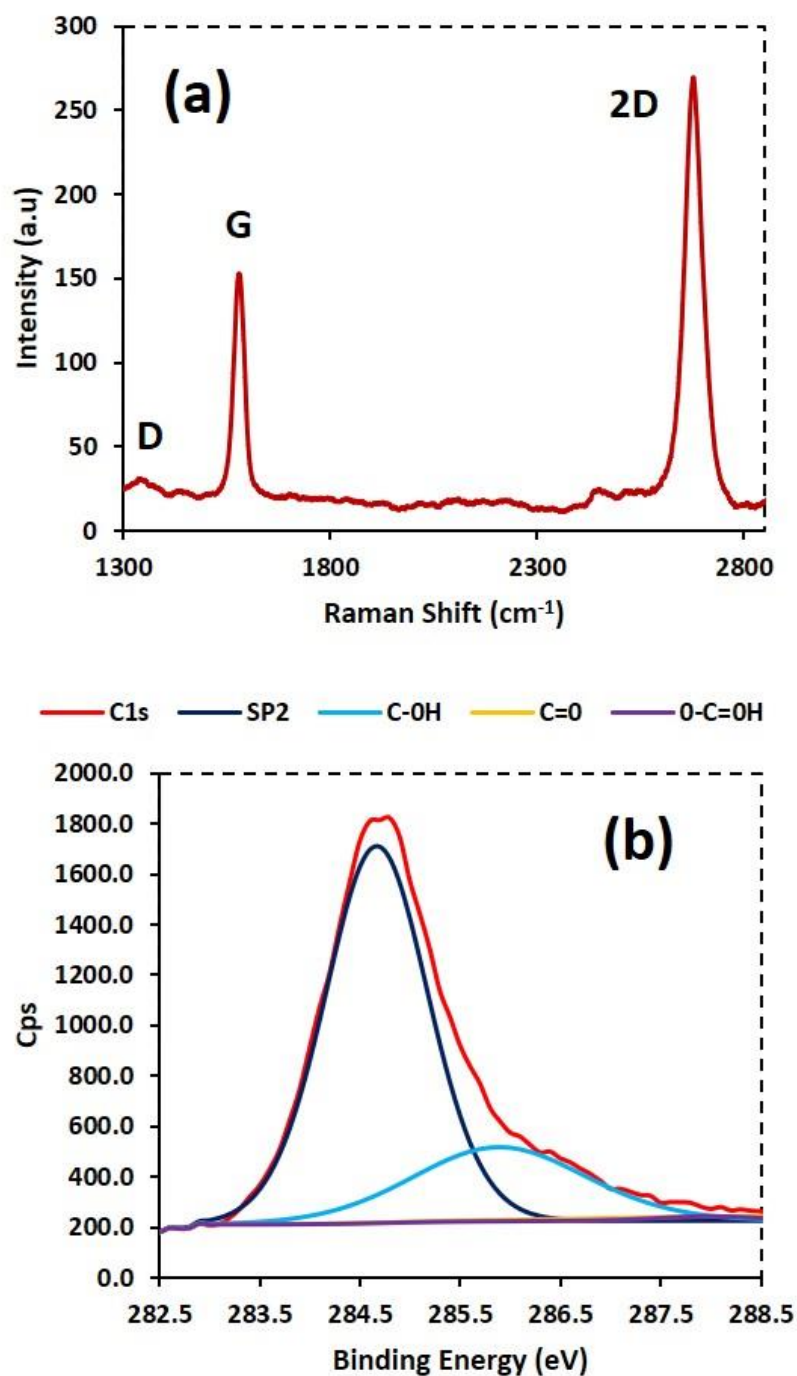 300
(a)
2D
250
200
G
150
100
D
50
0
Intensity (a.u)
1300 1800 2300 2800
Raman Shift (cm-1)
C1s SP2 C-0H C=0 0-C=0H
2000.0
(b)
1800.0
1600.0
1400.0
1200.0
1000.0
800.0
600.0
400.0
200.0
0.0
Cps
282.5 283.5 284.5 285.5 286.5 287.5 288.5
Binding Energy (eV)